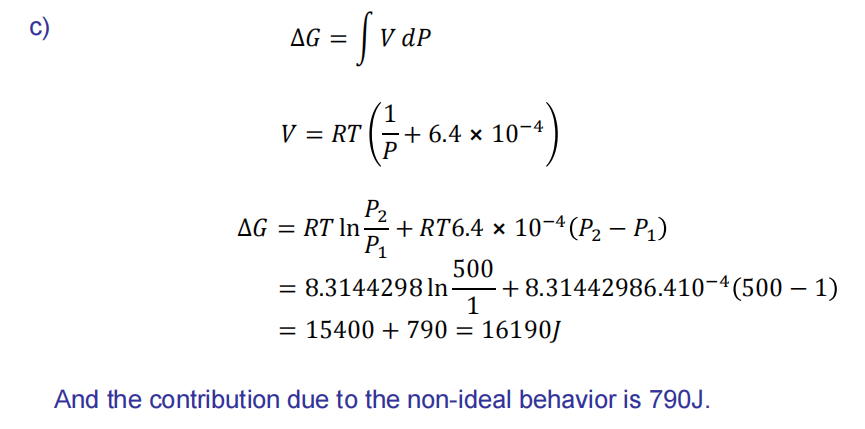 c)
ΔG = ∫ V dP
V = RT (1/P + 6.4 × 10⁻⁴)
ΔG = RT ln P₂/P₁ + RT6.4 × 10⁻⁴(P₂ − P₁)
= 8.3144298 ln 500/1 + 8.31442986.410⁻⁴(500 − 1)
= 15400 + 790 = 16190J
And the contribution due to the non-ideal behavior is 790J.